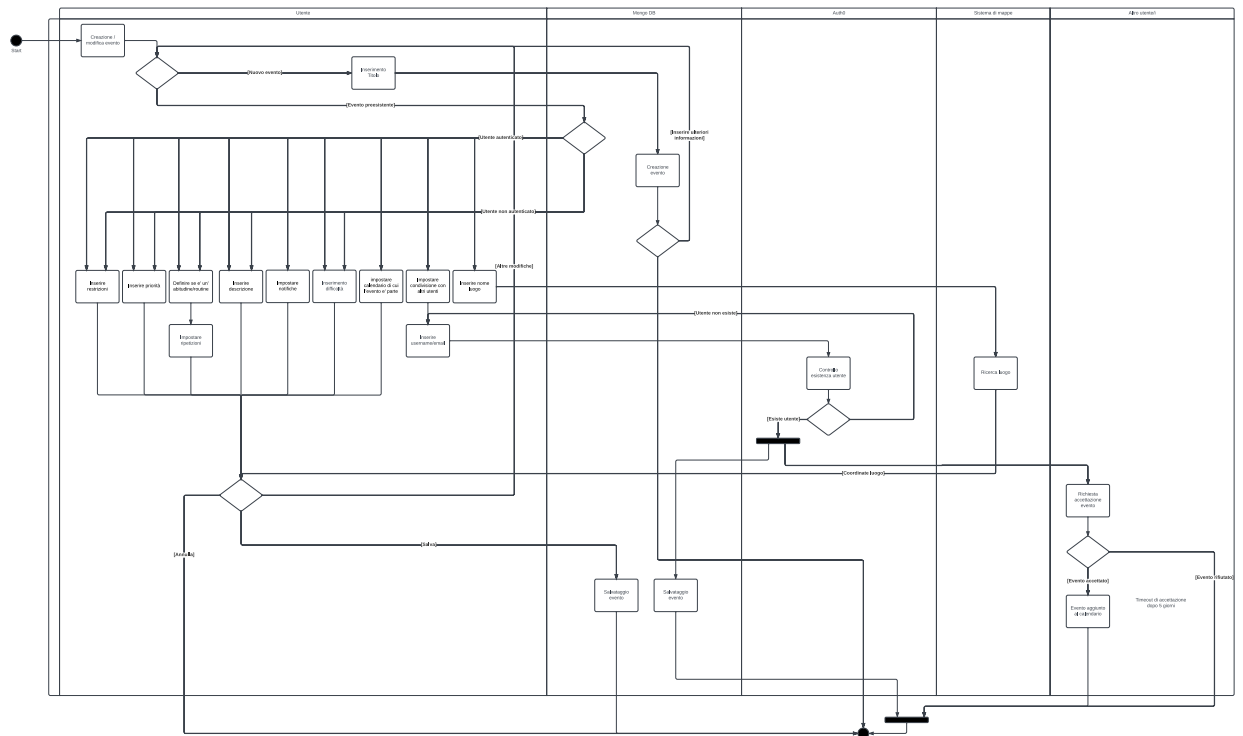 Utente
Mongo DB
Auth0
Sistema di mappe
Altro utente/i
Start
Creazione /
modifica evento
[Nuovo evento]
Inserimento
[Evento preesistente]
[Inserire ulteriori
informazioni]
[Utente autenticato]
Creazione
evento
[Utente non autenticato]
[Altre modifiche]
Inserire
restrizioni
Inserire priorità
Definire se e' un'
abitudine/routine
Inserire
descrizione
Impostare
notifiche
Inserimento
difficoltà
Impostare
calendario di cui
l'evento e' parte
Impostare
condivisione con
altri utenti
Inserire nome
luogo
[Utente non esiste]
Impostare
ripetizioni
Inserire
username/email
Controllo
esistenza utente
Ricerca luogo
[Esiste utente]
[Coordinate luogo]
Richiesta
accettazione
evento
[Annulla]
[Salva]
[Evento accettato]
[Evento rifiutato]
Salvataggio
evento
Salvataggio
evento
Evento aggiunto
al calendario
Timeout di accettazione
dopo 5 giorni